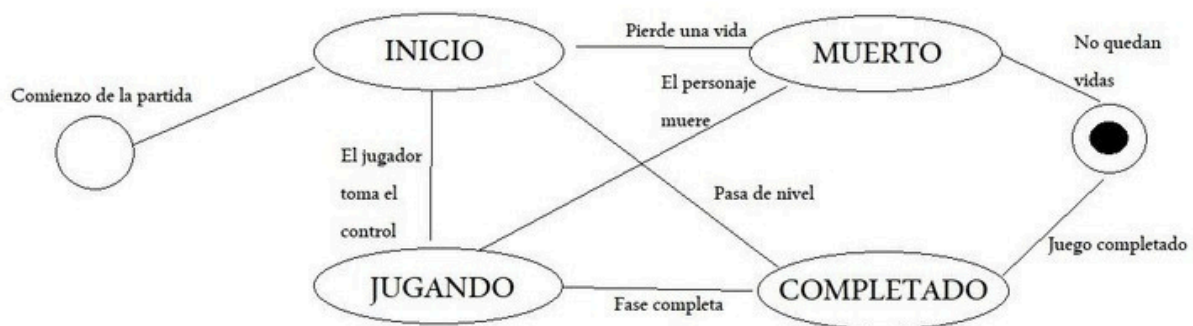 Comienzo de la partida
INICIO
Pierde una vida
MUERTO
No quedan
vidas
El personaje
muere
El jugador
toma el
control
Pasa de nivel
JUGANDO
Fase completa
COMPLETADO
Juego completado